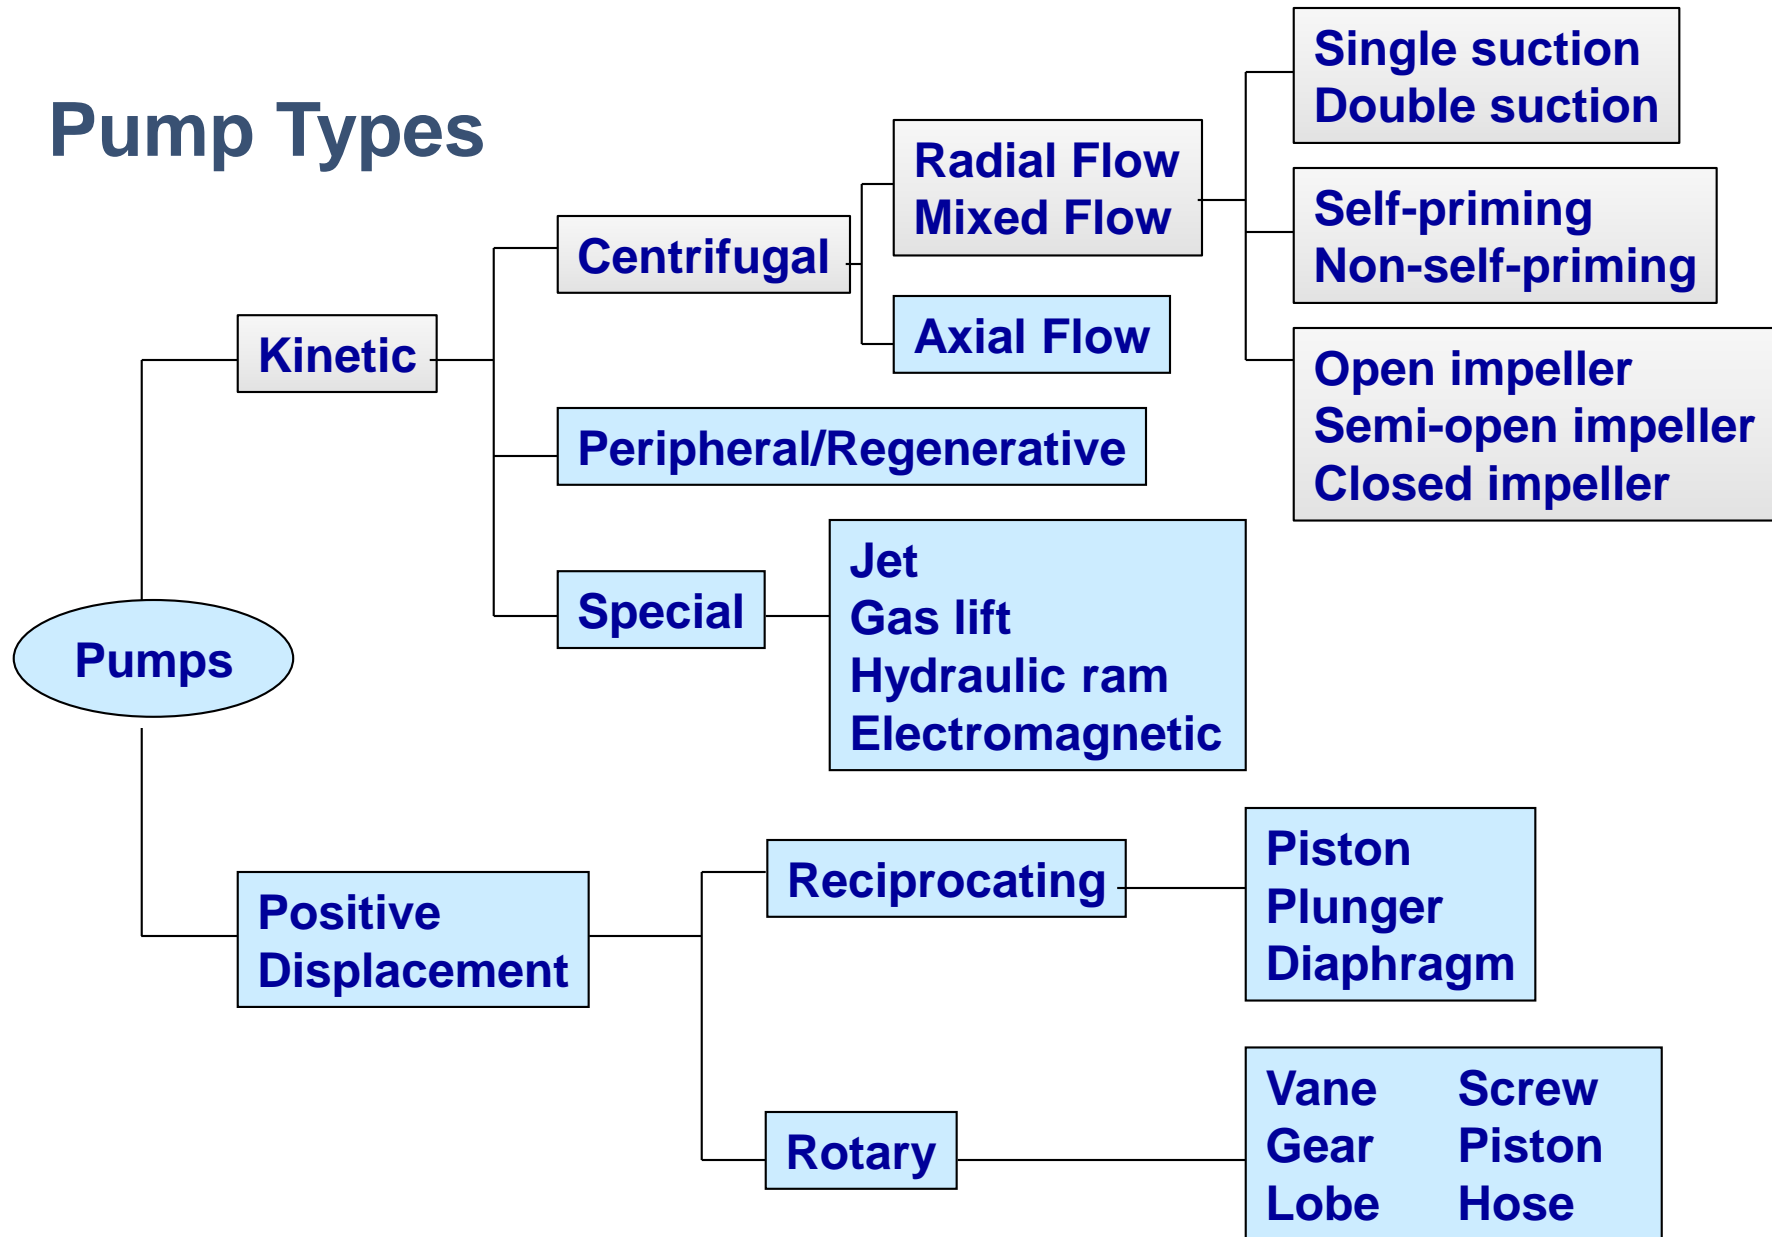 Pump Types
Pumps
Kinetic
Centrifugal
Radial Flow
Mixed Flow
Single suction
Double suction
Self-priming
Non-self-priming
Open impeller
Semi-open impeller
Closed impeller
Axial Flow
Peripheral/Regenerative
Special
Jet
Gas lift
Hydraulic ram
Electromagnetic
Positive
Displacement
Reciprocating
Piston
Plunger
Diaphragm
Rotary
Vane Screw
Gear Piston
Lobe Hose